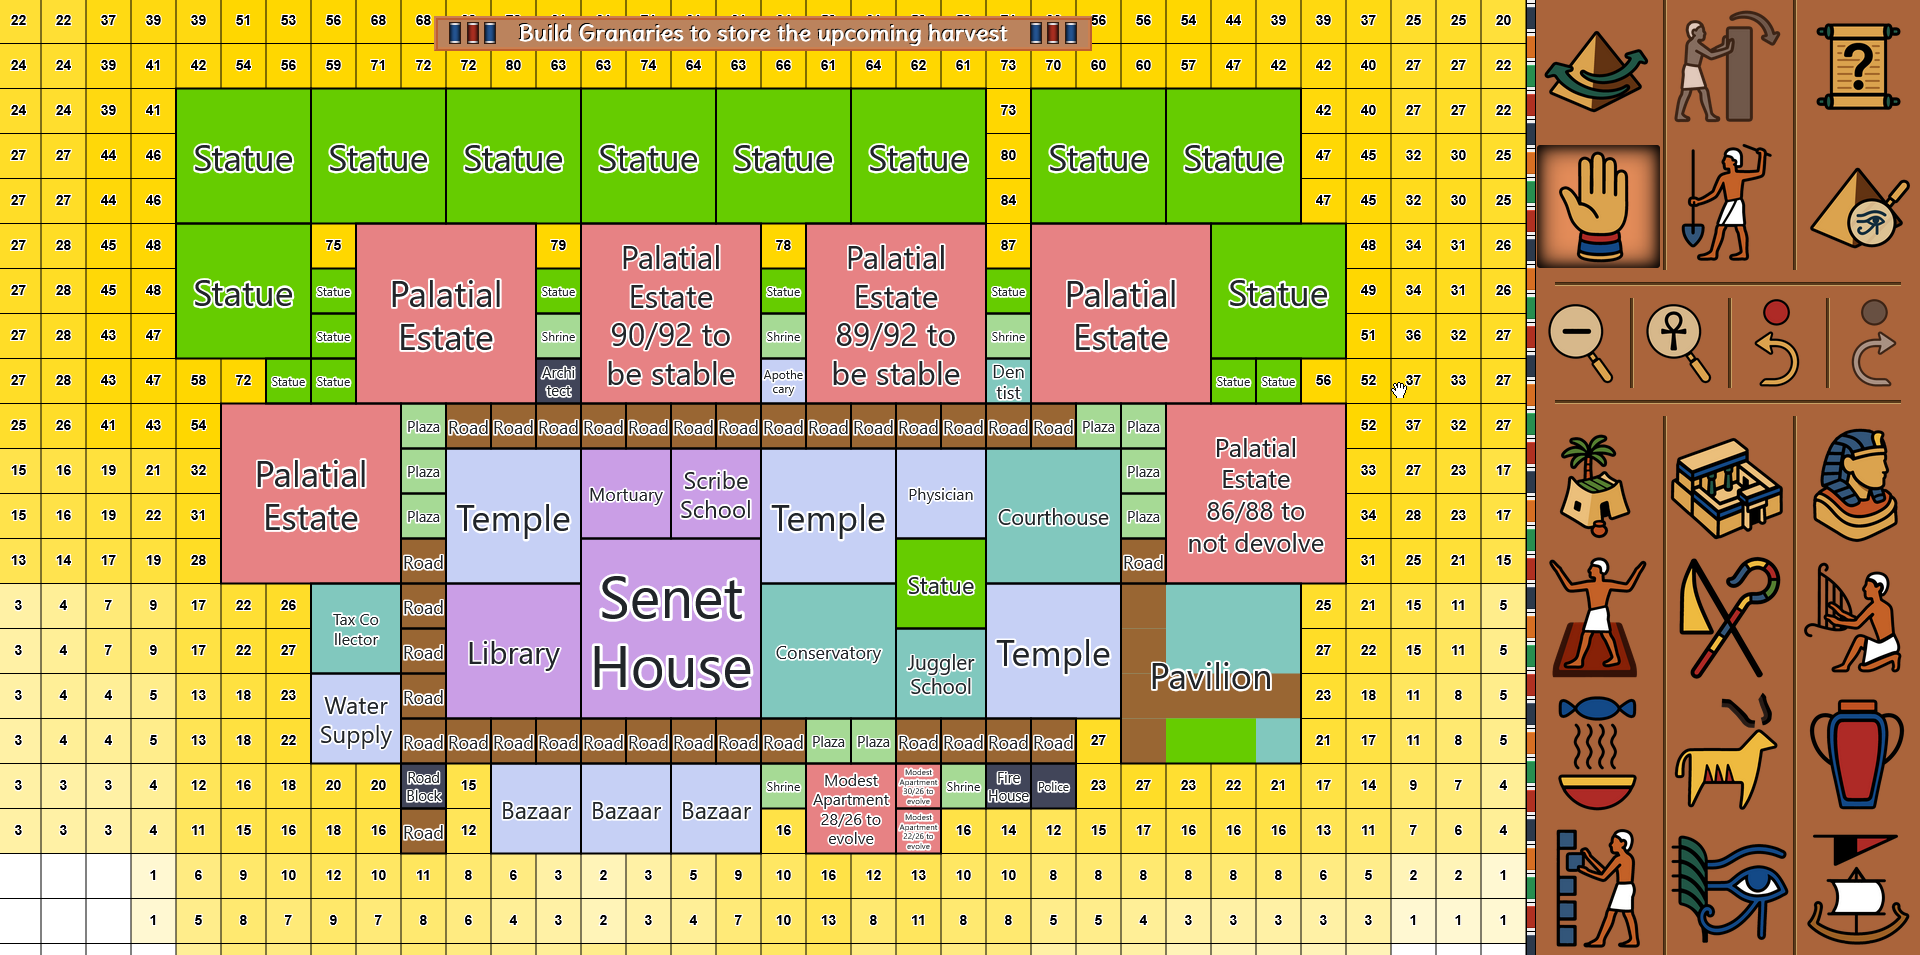 22 22 37 39 39 51 53 56 68 68 56 56 54 44 39 39 37 25 25 20
Build Granaries to store the upcoming harvest
24 24 39 41 42 54 56 59 71 72 72 80 63 63 74 64 63 66 61 64 62 61 73 70 60 60 57 47 42 42 40 27 27 22
24 24 39 41 73 42 40 27 27 22
27 27 44 46 Statue Statue Statue Statue Statue Statue 80 Statue Statue 47 45 32 30 25
27 27 44 46 84 47 45 32 30 25
27 28 45 48 75 79 78 87 48 34 31 26
27 28 45 48 Statue Statue Statue Statue Statue Statue 49 34 31 26
Palatial
Estate
Palatial
Estate
90/92 to
be stable
Palatial
Estate
89/92 to
be stable
Palatial
Estate
27 27 43 47 Statue Shrine Shrine Shrine 51 36 32 27
27 28 43 47 58 72 Statue Statue Statue Statue 56 52 37 33 27
Archi
tect
Apothe
cary
Den
tist
25 26 41 43 54 Plaza Road Road Road Road Road Road Road Road Road Road Road Road Road Road Plaza Plaza 52 37 32 27
Palatial
Estate
Palatial
Estate
86/88 to
not devolve
15 16 19 21 32 Plaza Plaza 33 27 23 17
Mortuary
Scribe
School
Physician
15 16 19 22 31 Plaza Temple Temple Courthouse Plaza 34 28 23 17
13 14 17 19 28 Road Road 31 25 21 15
Statue
3 4 7 9 17 22 26 Road 25 21 15 11 5
Tax Co
llector
Senet
House
3 4 7 9 17 22 27 Road Library Conservatory Temple 27 22 15 11 5
Juggler
School
Pavilion
3 4 4 5 13 18 23 Road 23 18 11 8 5
Water
Supply
3 4 4 5 13 18 22 Road Road Road Road Road Road Road Road Road Plaza Plaza Road Road Road Road 27 21 17 11 8 5
3 3 3 4 12 16 18 20 20 15 Shrine Shrine Police 23 27 23 22 21 17 14 9 7 4
Road
Block
Bazaar Bazaar Bazaar
Modest
Apartment
28/26 to
evolve
Modest
Apartment
30/26 to
evolve
Fire
House
3 3 3 4 11 15 16 18 16 Road 12 16 16 14 12 15 17 16 16 16 13 11 7 6 4
Modest
Apartment
22/26 to
evolve
1 6 9 10 12 10 11 8 6 3 2 3 5 9 10 16 12 13 10 10 8 8 8 8 8 8 6 5 2 2 1
1 5 8 7 9 7 8 6 4 3 2 3 4 7 10 13 8 11 8 8 5 5 4 3 3 3 3 3 1 1 1
?